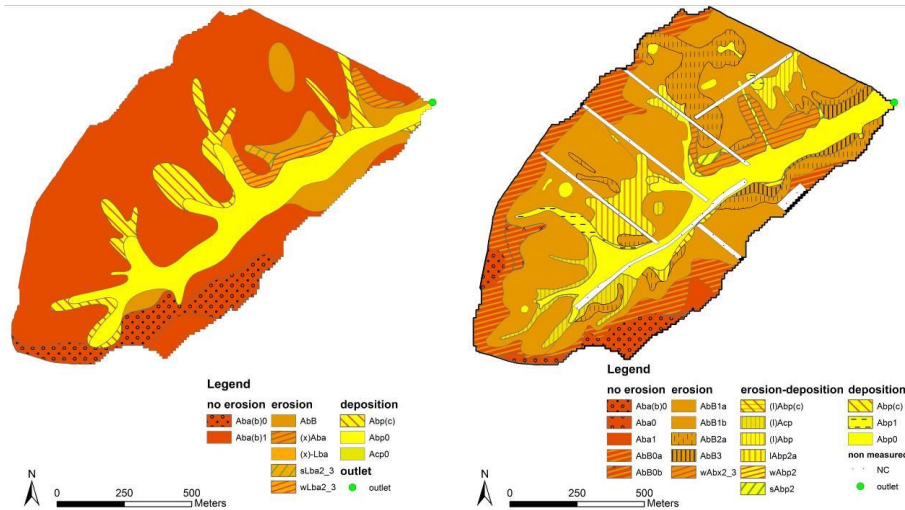 Legend
no erosion erosion deposition
Aba(b)0 AbB Abp(c)
Aba(b)1 (x)Aba Abp0
(x)-Lba Acp0
sLba2_3 outlet
wLba2_3 outlet
N
0 250 500
Meters
Legend
no erosion erosion erosion-deposition deposition
Aba(b)0 AbB1a (l)Abp(c) Abp(c)
Aba0 AbB1b (l)Acp Abp1
Aba1 AbB2a (l)Abp Abp0
AbB0a AbB3 lAbp2a non measured
AbB0b wAbx2_3 wAbp2 NC
sAbp2 outlet
N
0 250 500
Meters